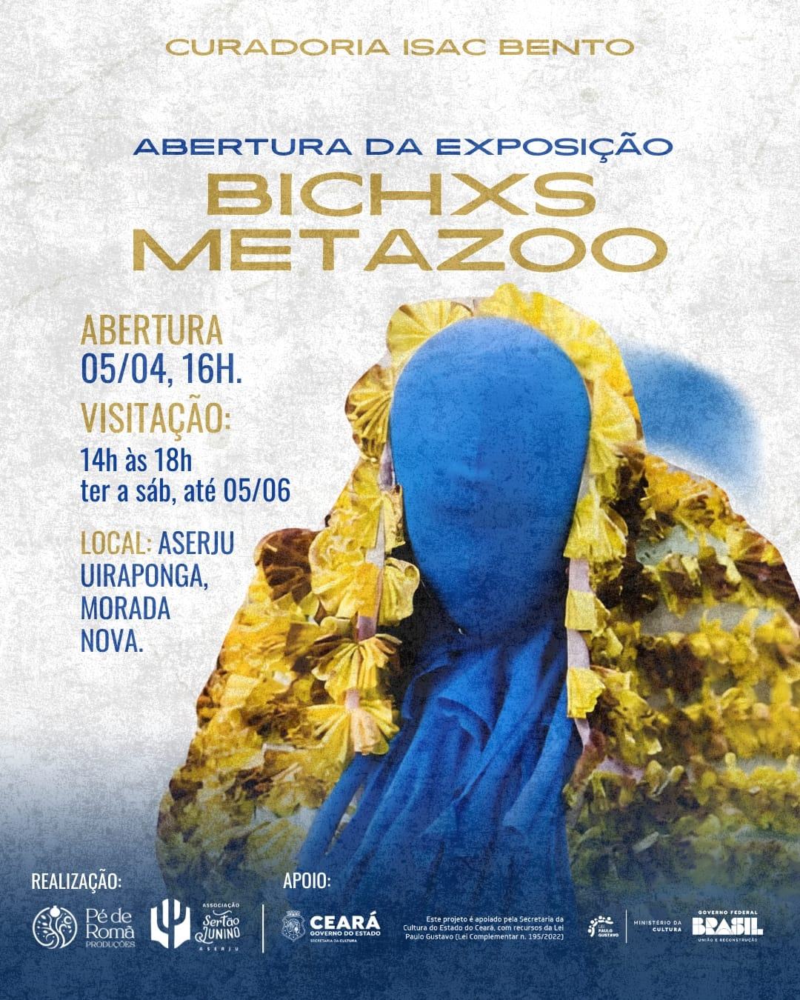 CURADORIA ISAC BENTO
ABERTURA DA EXPOSIÇÃO
BICHXS
METAZOO
ABERTURA
05/04, 16H.
VISITAÇÃO:
14h às 18h
ter a sáb, até 05/06
LOCAL: ASERJU
UIRAPONGA,
MORADA
NOVA.
REALIZAÇÃO:
Pé de
Romã
PRODUÇÕES
ASSOCIAÇÃO
Sertão
Junino
ASERJU
APOIO:
CEARÁ
GOVERNO DO ESTADO
SECRETARIA DA CULTURA
Este projeto é apoiado pela Secretaria da
Cultura do Estado do Ceará, com recursos da Lei
Paulo Gustavo (Lei Complementar n. 195/2022)
LEI
PAULO
GUSTAVO
MINISTÉRIO DA
CULTURA
GOVERNO FEDERAL
BRASIL
UNIÃO E RECONSTRUÇÃO